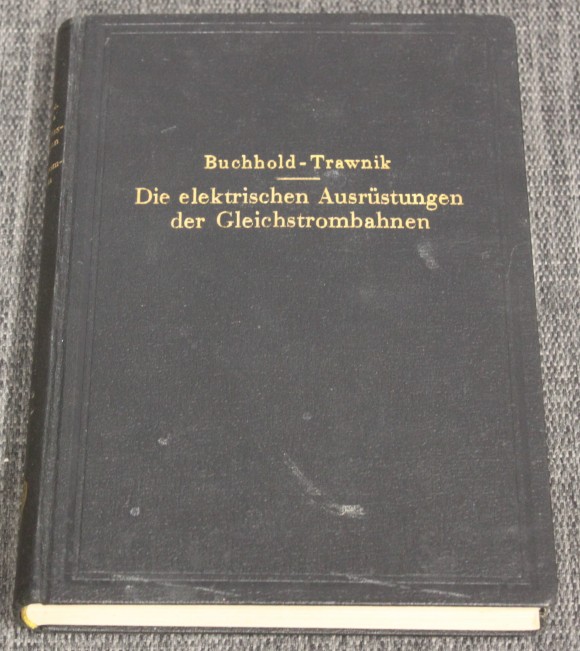 Buchhold-Trawnik
Die elektrischen Ausrüstungen
der Gleichstrombahnen